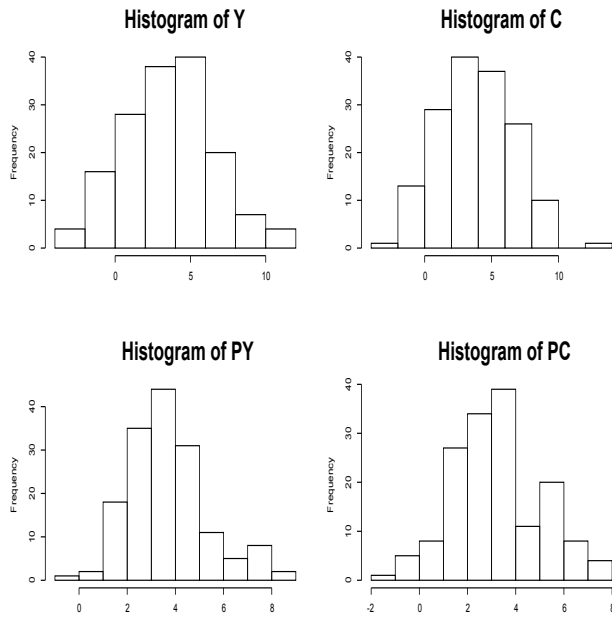 Histogram of Y
Frequency
0 10 20 30 40
0 5 10
Histogram of C
Frequency
0 10 20 30 40
0 5 10
Histogram of PY
Frequency
0 10 20 30 40
0 2 4 6 8
Histogram of PC
Frequency
0 10 20 30 40
-2 0 2 4 6 8